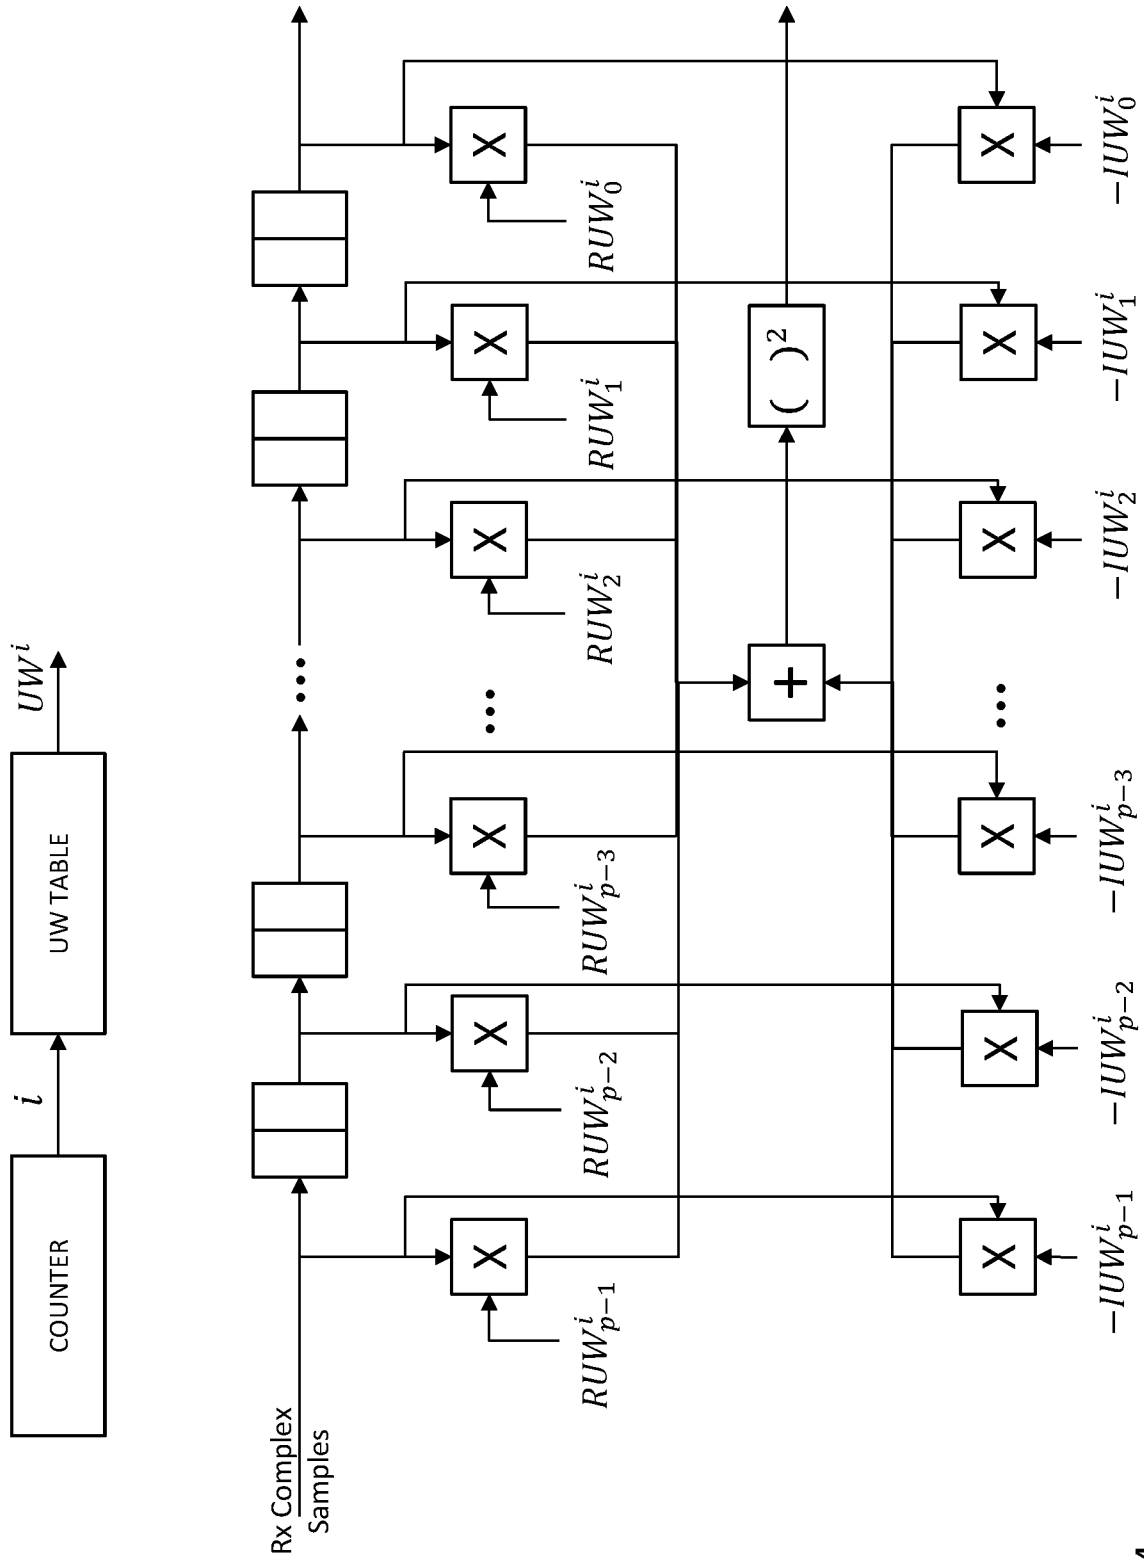 COUNTER
i
UW TABLE
UW^i
Rx Complex
Samples
X
X
X
...
X
X
X
RUW^i_{p-1}
RUW^i_{p-2}
RUW^i_{p-3}
...
RUW^i_2
RUW^i_1
RUW^i_0
+
( )^2
X
X
X
...
X
X
X
−IUW^i_{p-1}
−IUW^i_{p-2}
−IUW^i_{p-3}
−IUW^i_2
−IUW^i_1
−IUW^i_0